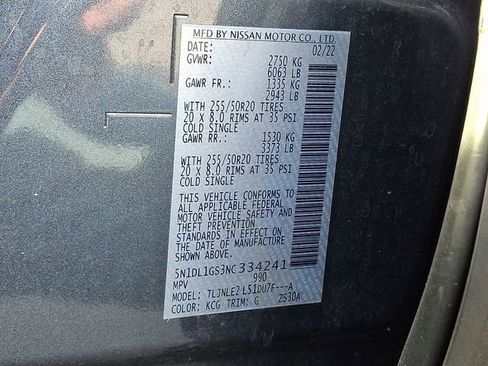 MFD BY NISSAN MOTOR CO., LTD.
DATE: 02/22
GVWR: 2750 KG
6063 LB
GAWR FR.: 1335 KG
2943 LB
WITH 255/50R20 TIRES
20 X 8.0 RIMS AT 35 PSI
COLD SINGLE
GAWR RR.: 1530 KG
3373 LB
WITH 255/50R20 TIRES
20 X 8.0 RIMS AT 35 PSI
COLD SINGLE
THIS VEHICLE CONFORMS TO
ALL APPLICABLE FEDERAL
MOTOR VEHICLE SAFETY AND
THEFT PREVENTION
STANDARDS IN EFFECT ON
THE DATE OF MANUFACTURE
SHOWN ABOVE.
5N1DL1GS3NC334241
MPV 990
MODEL: TLJNLE2 L51DU7F---A
COLOR: KCG TRIM: G 2S30A